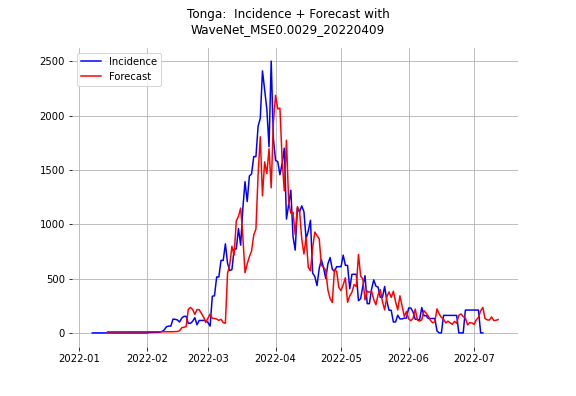 Tonga:  Incidence + Forecast with
WaveNet_MSE0.0029_20220409
Incidence
Forecast
2500
2000
1500
1000
500
0
2022-01 2022-02 2022-03 2022-04 2022-05 2022-06 2022-07